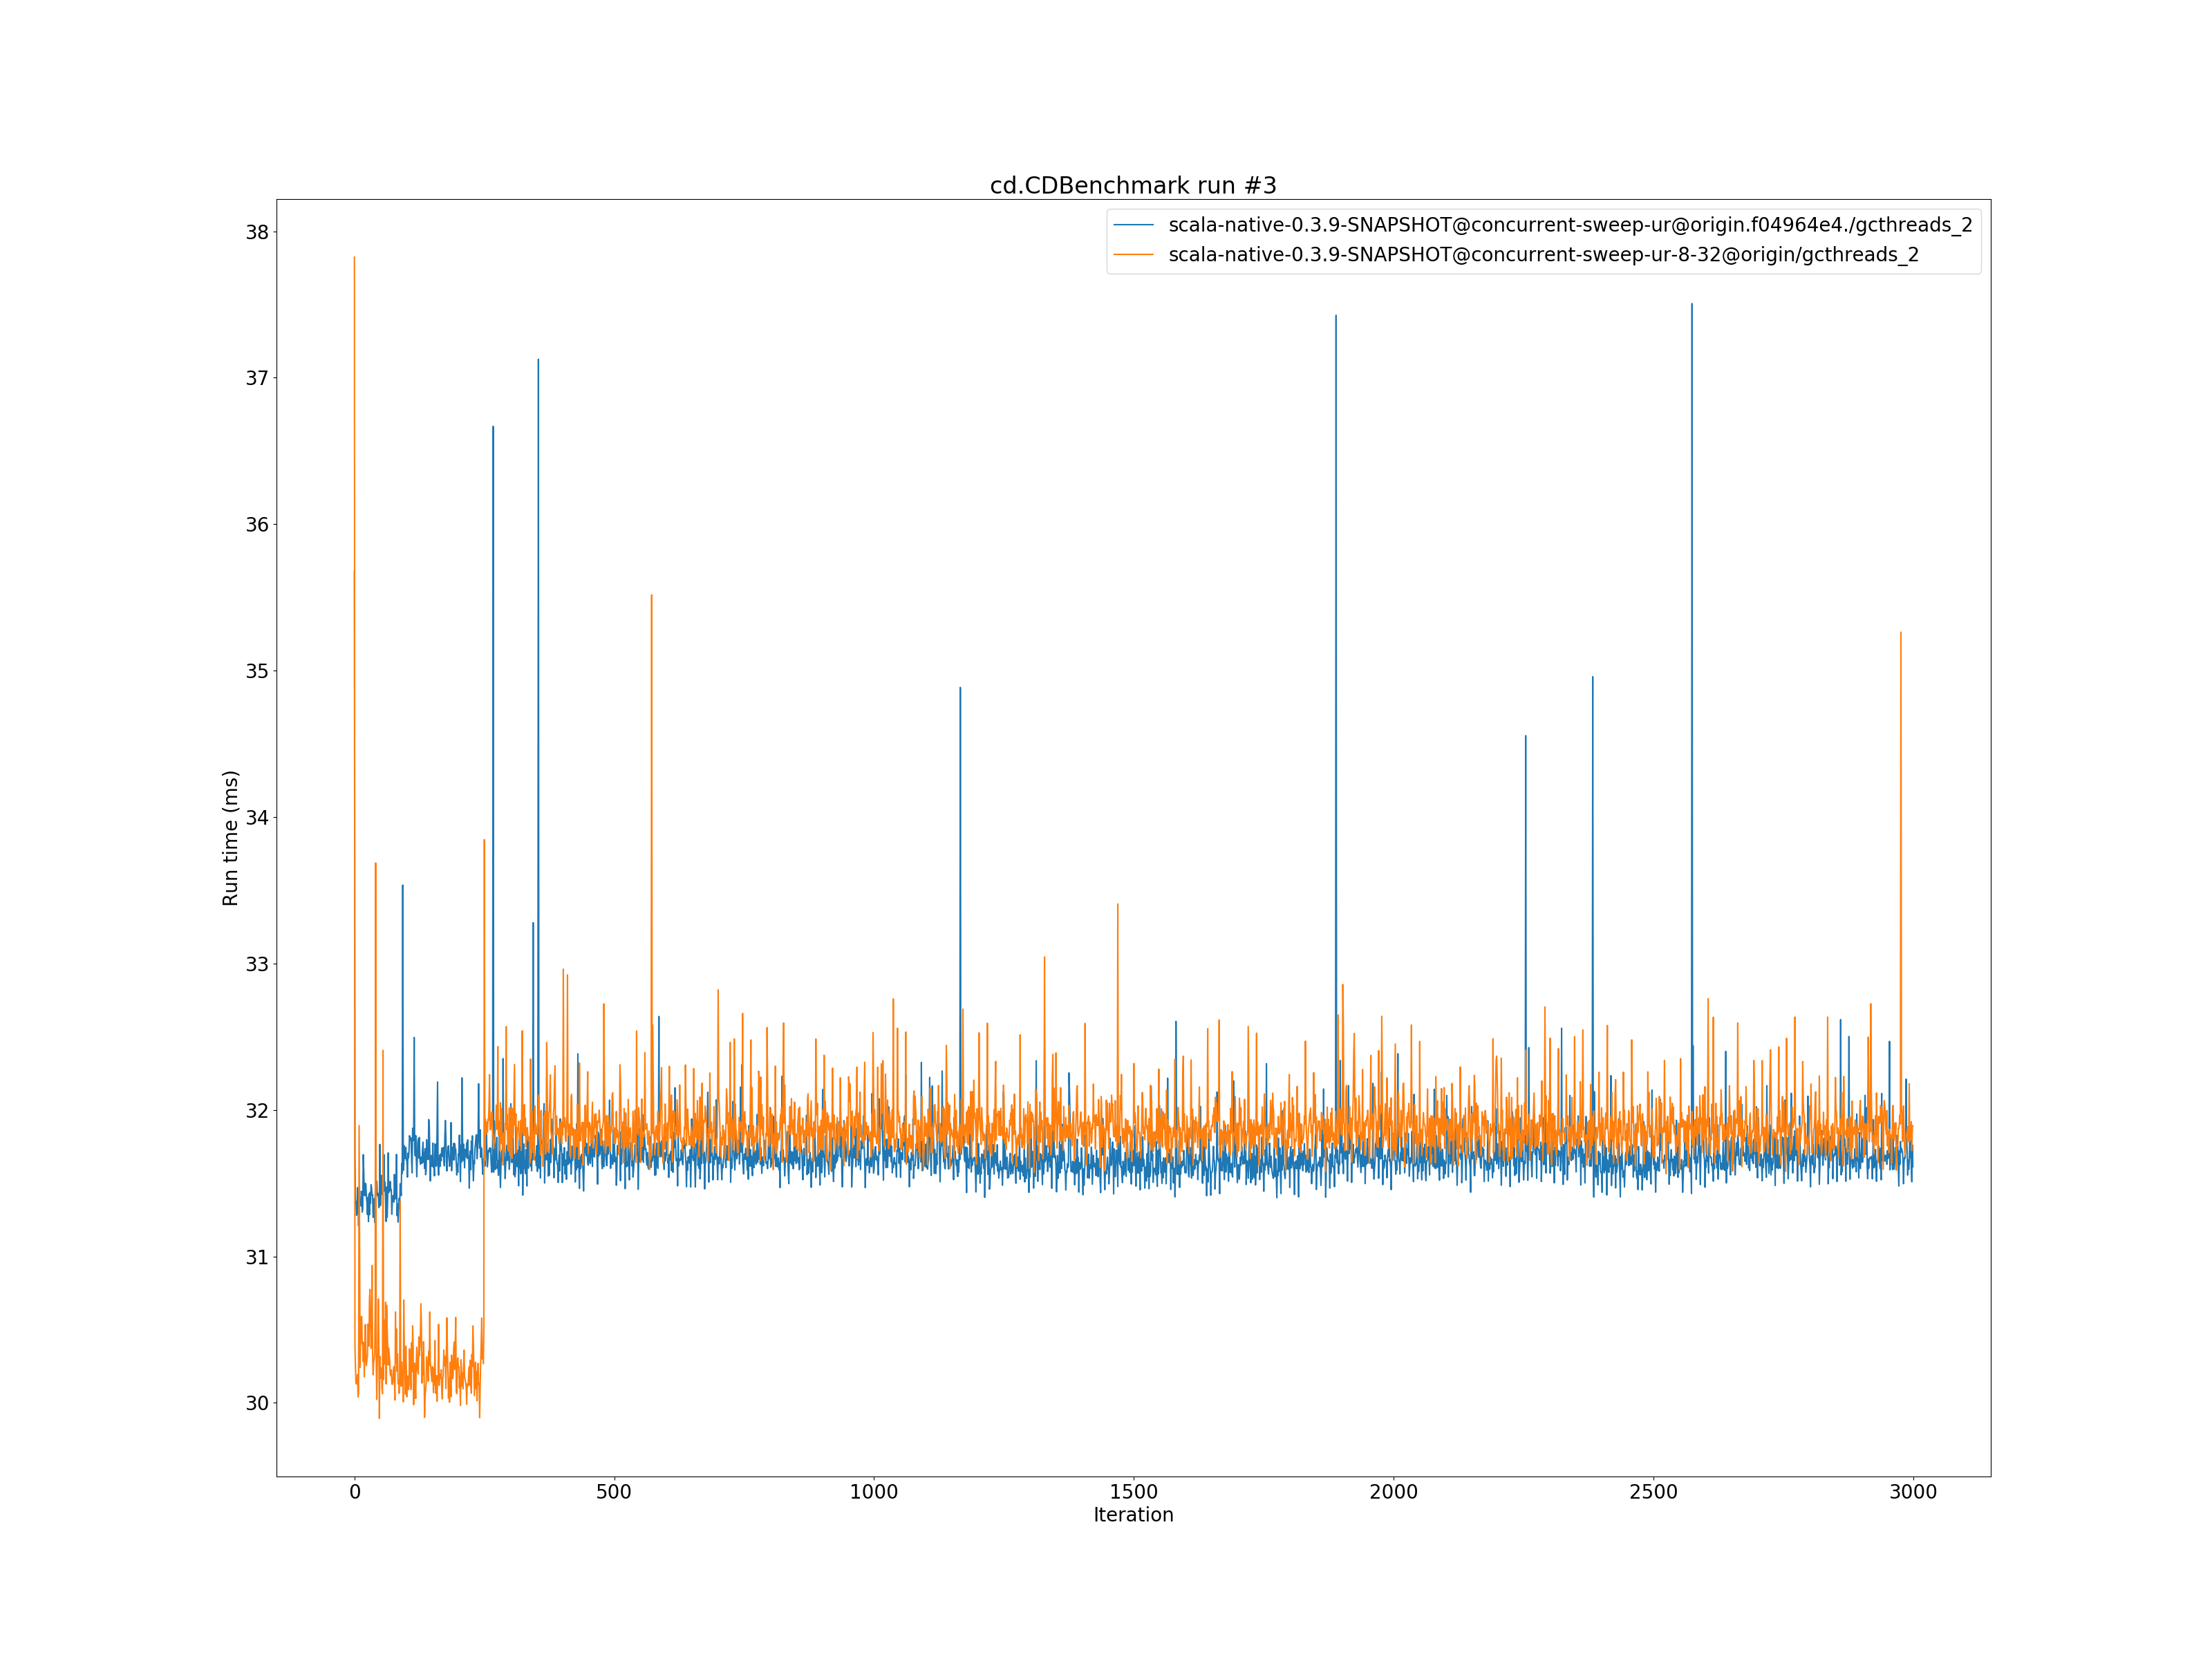 cd.CDBenchmark run #3
scala-native-0.3.9-SNAPSHOT@concurrent-sweep-ur@origin.f04964e4./gcthreads_2
scala-native-0.3.9-SNAPSHOT@concurrent-sweep-ur-8-32@origin/gcthreads_2
38
37
36
35
34
33
32
31
30
Run time (ms)
0 500 1000 1500 2000 2500 3000
Iteration